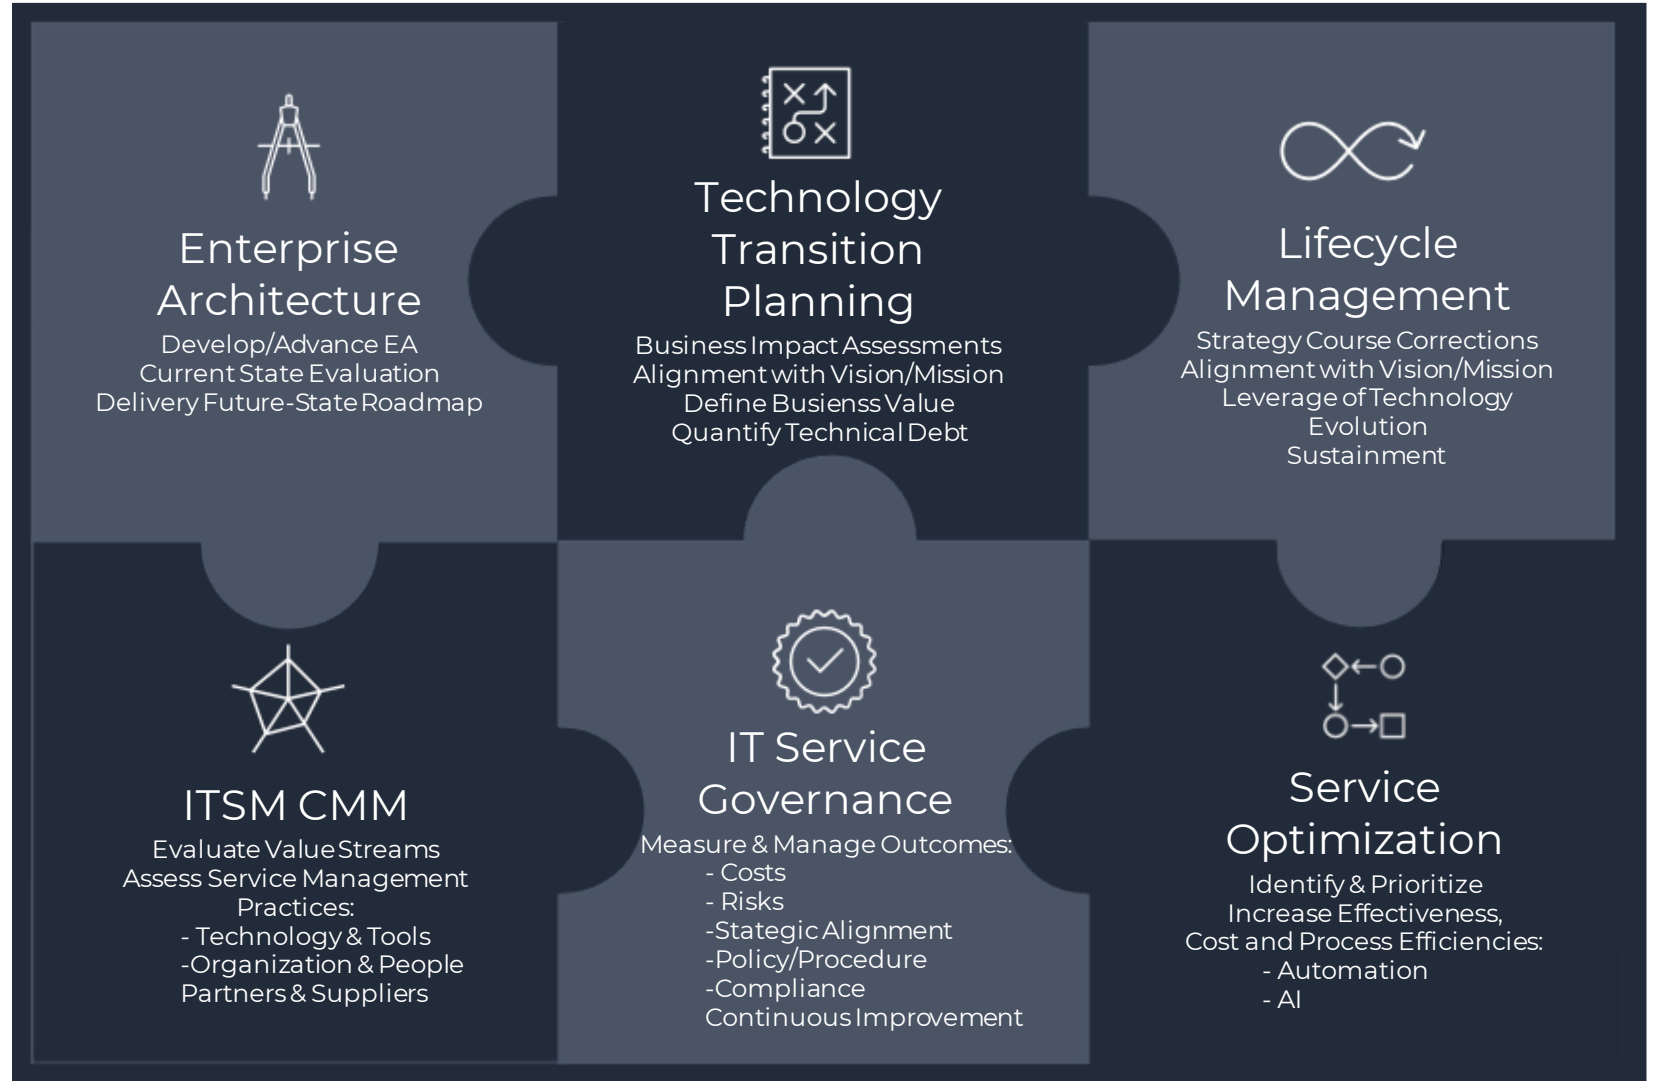 Enterprise
Architecture
Develop/Advance EA
Current State Evaluation
Delivery Future-State Roadmap
Technology
Transition
Planning
Business Impact Assessments
Alignment with Vision/Mission
Define Busienss Value
Quantify Technical Debt
Lifecycle
Management
Strategy Course Corrections
Alignment with Vision/Mission
Leverage of Technology
Evolution
Sustainment
ITSM CMM
Evaluate Value Streams
Assess Service Management
Practices:
- Technology & Tools
-Organization & People
Partners & Suppliers
IT Service
Governance
Measure & Manage Outcomes:
- Costs
- Risks
-Stategic Alignment
-Policy/Procedure
-Compliance
Continuous Improvement
Service
Optimization
Identify & Prioritize
Increase Effectiveness,
Cost and Process Efficiencies:
- Automation
- AI